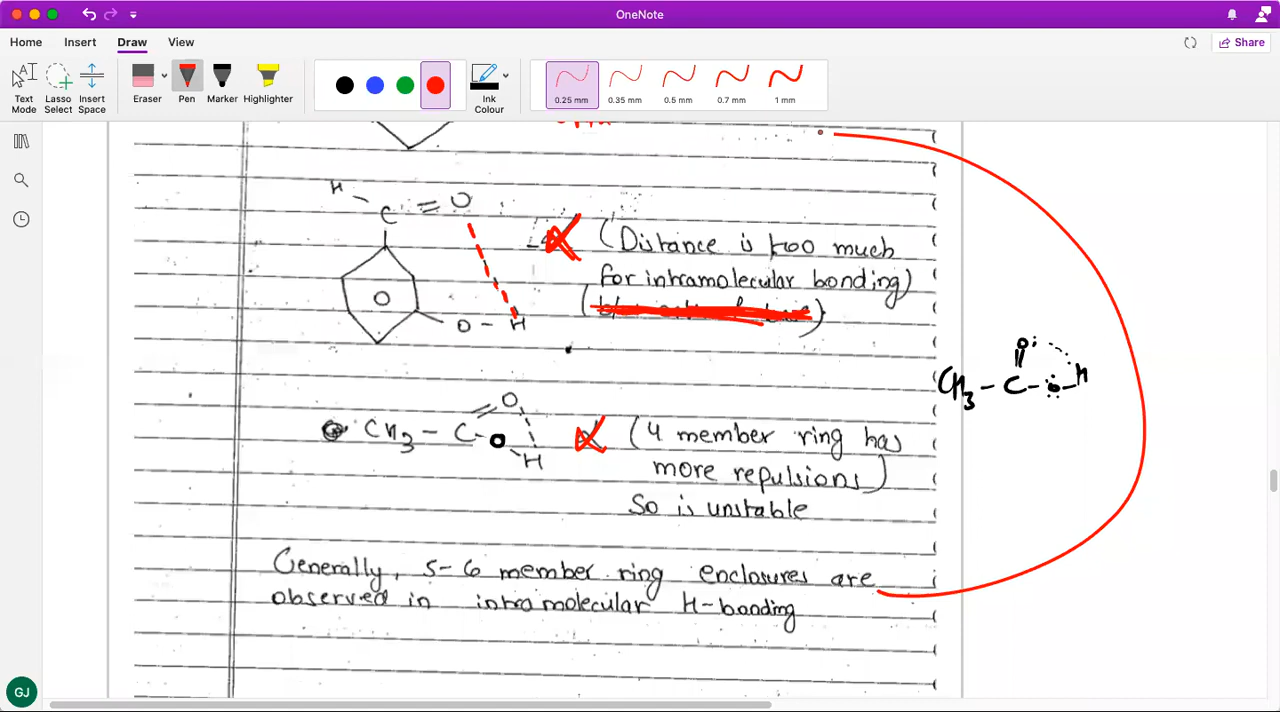 OneNote
Home Insert Draw View
Share
Text Mode
Lasso Select
Insert Space
Eraser
Pen
Marker
Highlighter
Ink Colour
0.25 mm
0.35 mm
0.5 mm
0.7 mm
1 mm
H
C = O
(Distance is too much
for intramolecular bonding)
O
O - H
O
CH3 - C - O - H
O
CH3 - C - O
H
(4 member ring has
more repulsions)
So is unstable
Generally, 5-6 member ring enclosures are
observed in intramolecular H-bonding
GJ